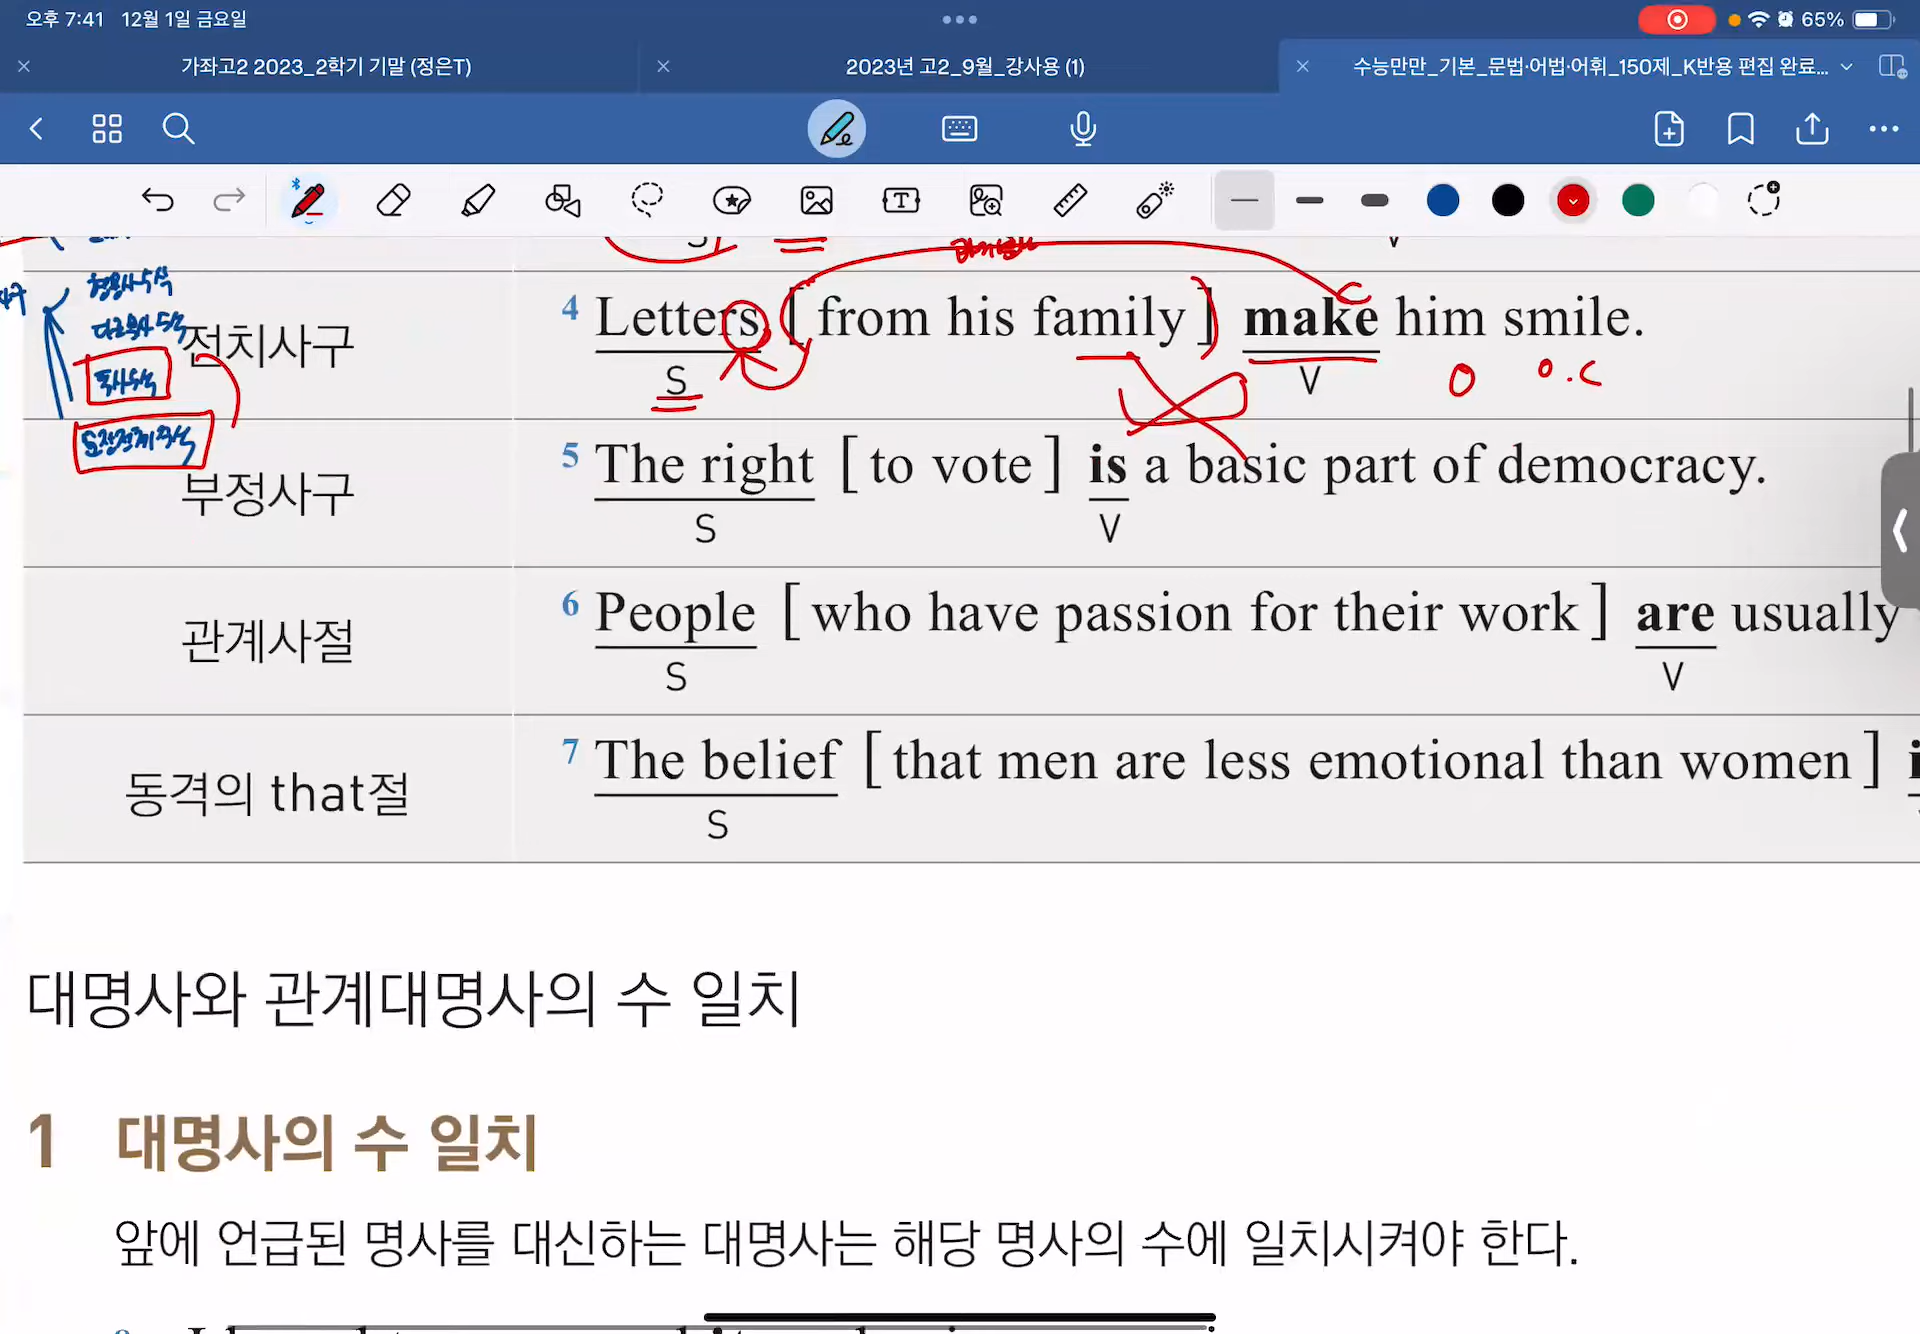 오후 7:41 12월 1일 금요일
65%
가좌고2 2023_2학기 기말 (정은T)
2023년 고2_9월_강사용 (1)
수능만만_기본_문법·어법·어휘_150제_K반용 편집 완료...
형용사 수식
전치사구
4 Letters [from his family] make him smile.
S V O O.C
부정사구
5 The right [to vote] is a basic part of democracy.
S V
관계사절
6 People [who have passion for their work] are usually
S V
동격의 that절
7 The belief [that men are less emotional than women]
S
대명사와 관계대명사의 수 일치
1 대명사의 수 일치
앞에 언급된 명사를 대신하는 대명사는 해당 명사의 수에 일치시켜야 한다.